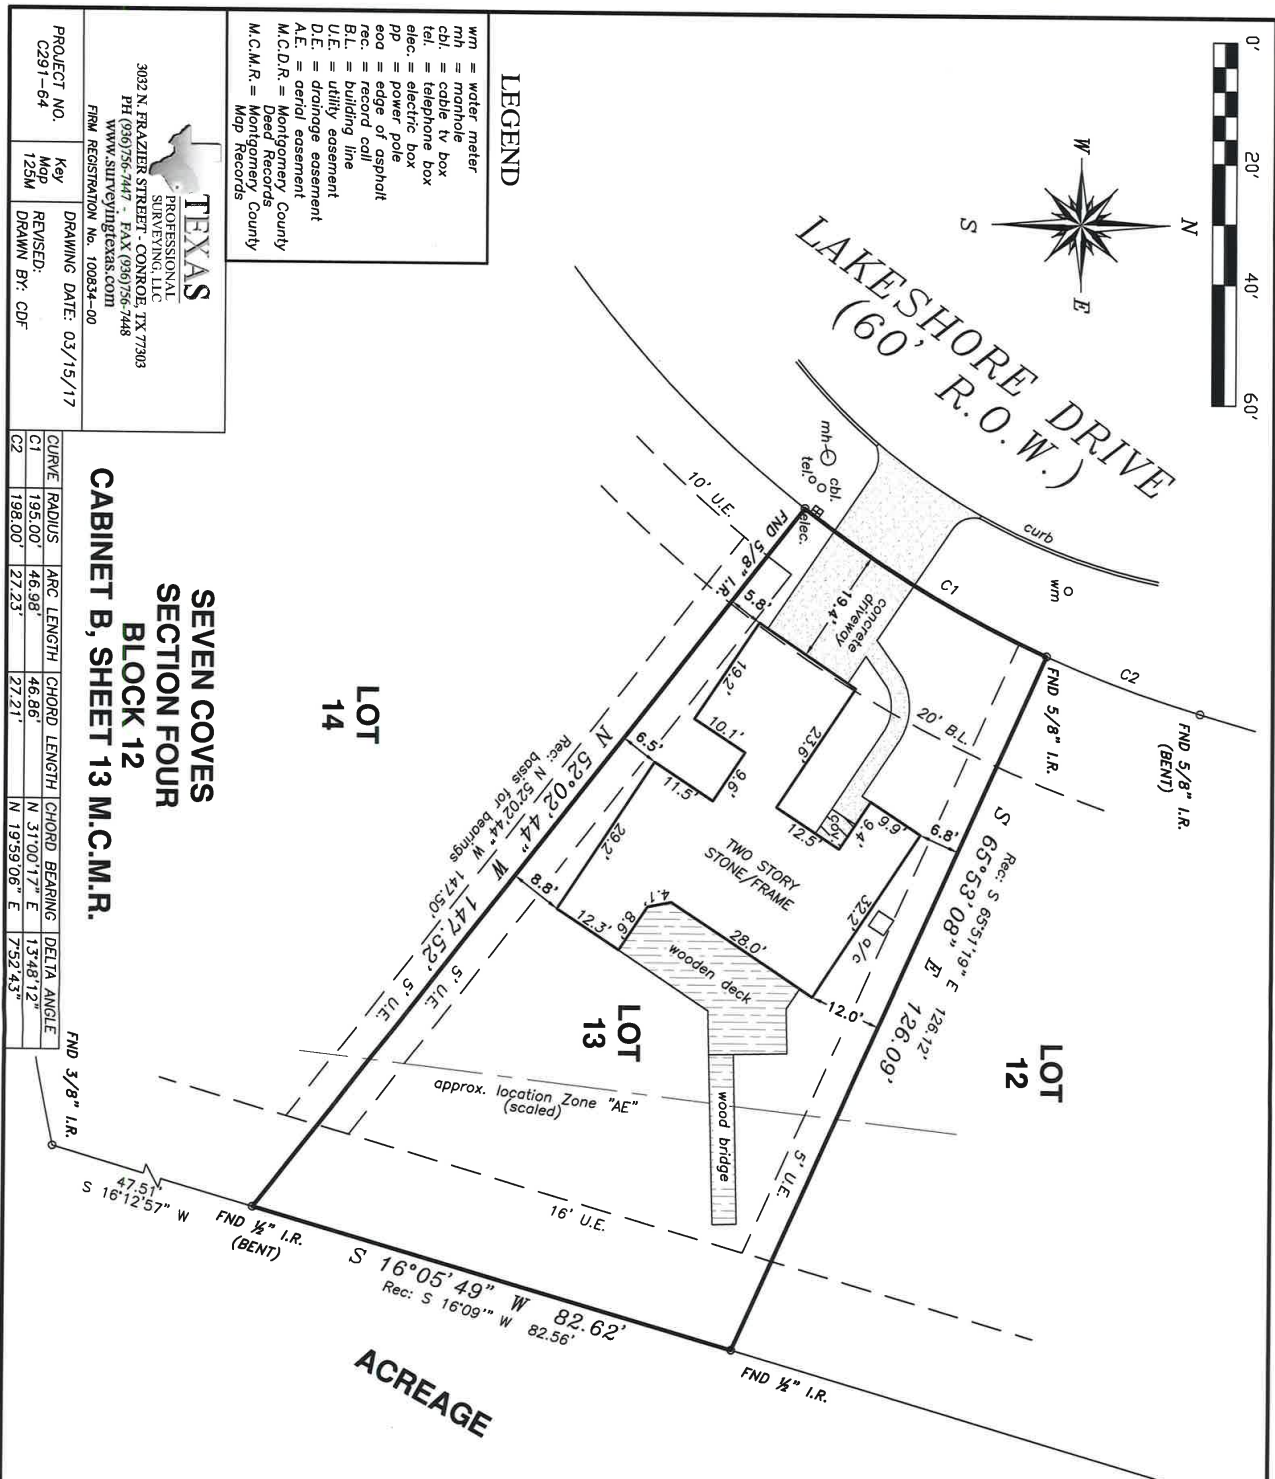 0' 20' 40' 60'
W
N
S
E
LAKESHORE DRIVE
(60' R.O.W.)
LEGEND
wm = water meter
mh = manhole
cbl. = cable tv box
tel. = telephone box
elec. = electric box
pp = power pole
eoa = edge of asphalt
rec. = record call
B.L. = building line
U.E. = utility easement
D.E. = drainage easement
A.E. = aerial easement
M.C.D.R. = Montgomery County
Deed Records
M.C.M.R. = Montgomery County
Map Records
TEXAS
PROFESSIONAL
SURVEYING, LLC
3032 N. FRAZIER STREET - CONROE, TX 77303
PH (936)756-7447 - FAX (936)756-7448
www.surveyingtexas.com
FIRM REGISTRATION No. 100834-00
PROJECT NO.
C291-64
Key
Map
125M
DRAWING DATE: 03/15/17
REVISED:
DRAWN BY: CDF
CURVE RADIUS ARC LENGTH CHORD LENGTH CHORD BEARING DELTA ANGLE
C1 195.00' 46.98' 46.86' N 31°00'17" E 13°48'12"
C2 198.00' 27.23' 27.21' N 19°59'06" E 7°52'43"
SEVEN COVES
SECTION FOUR
BLOCK 12
CABINET B, SHEET 13 M.C.M.R.
mh
cbl.
tel.
elec.
curb
wm
C1
C2
FND 5/8" I.R.
FND 5/8" I.R.
FND 5/8" I.R.
(BENT)
10' U.E.
concrete
driveway
19.4'
5.8'
20' B.L.
19.2'
10.1'
9.6'
11.5'
6.5'
23.6'
12.5'
cov.
9.4'
9.9'
6.8'
29.2'
TWO STORY
STONE/FRAME
32.2'
a/c
8.8'
12.3'
8.6'
4.7'
28.0'
12.0'
wooden deck
wood bridge
N 52°02'44" W 147.52'
Rec: N 52°02'44" W 147.50'
basis for bearings
5' U.E.
5' U.E.
S 65°53'08" E 126.09'
Rec: S 65°51'19" E 126.12'
5' U.E.
LOT
14
LOT
13
LOT
12
approx. location Zone "AE"
(scaled)
16' U.E.
S 16°05'49" W 82.62'
Rec: S 16°09'" W 82.56'
FND 3/8" I.R.
47.51'
S 16°12'57" W
FND ½" I.R.
(BENT)
FND ½" I.R.
ACREAGE